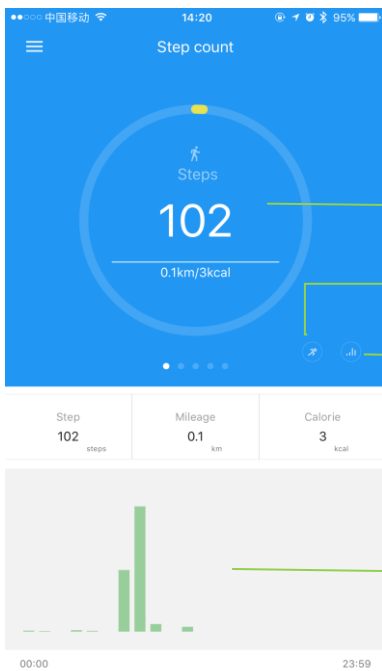 中国移动 14:20 95%
Step count
Steps
102
0.1km/3kcal
Step Mileage Calorie
102 0.1 3
steps km kcal
00:00 23:59